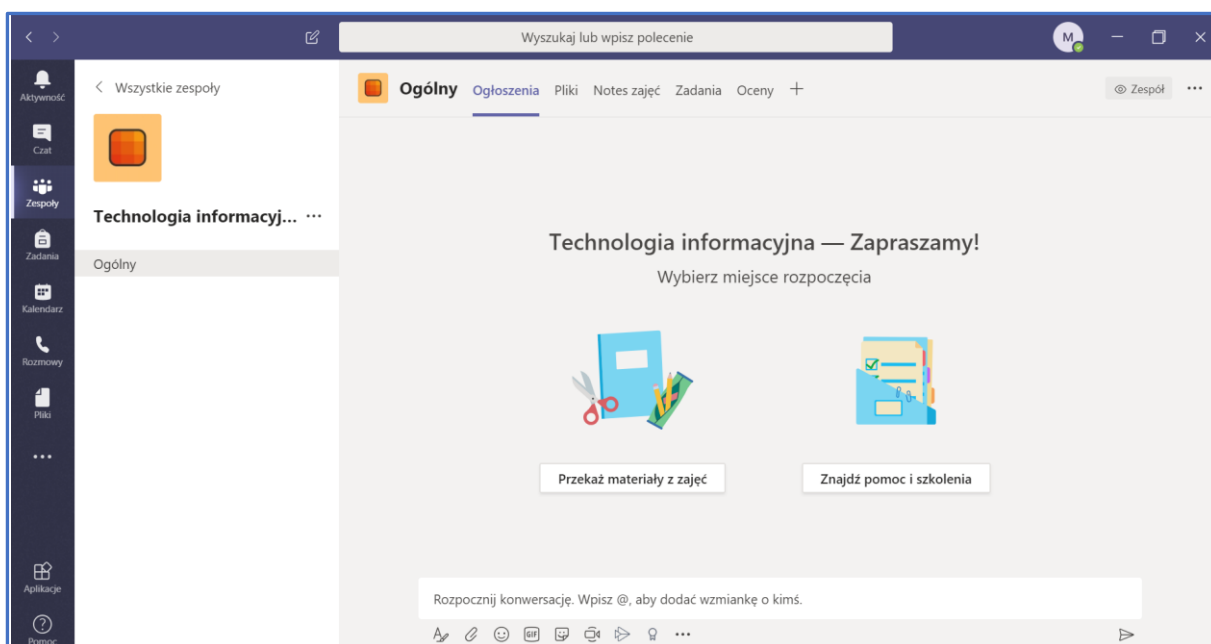 Wyszukaj lub wpisz polecenie
M
Aktywność
Czat
Zespoły
Zadania
Kalendarz
Rozmowy
Pliki
Aplikacje
Pomoc
Wszystkie zespoły
Technologia informacyj...
Ogólny
Ogólny Ogłoszenia Pliki Notes zajęć Zadania Oceny
Zespół
Technologia informacyjna — Zapraszamy!
Wybierz miejsce rozpoczęcia
Przekaż materiały z zajęć
Znajdź pomoc i szkolenia
Rozpocznij konwersację. Wpisz @, aby dodać wzmiankę o kimś.
GIF